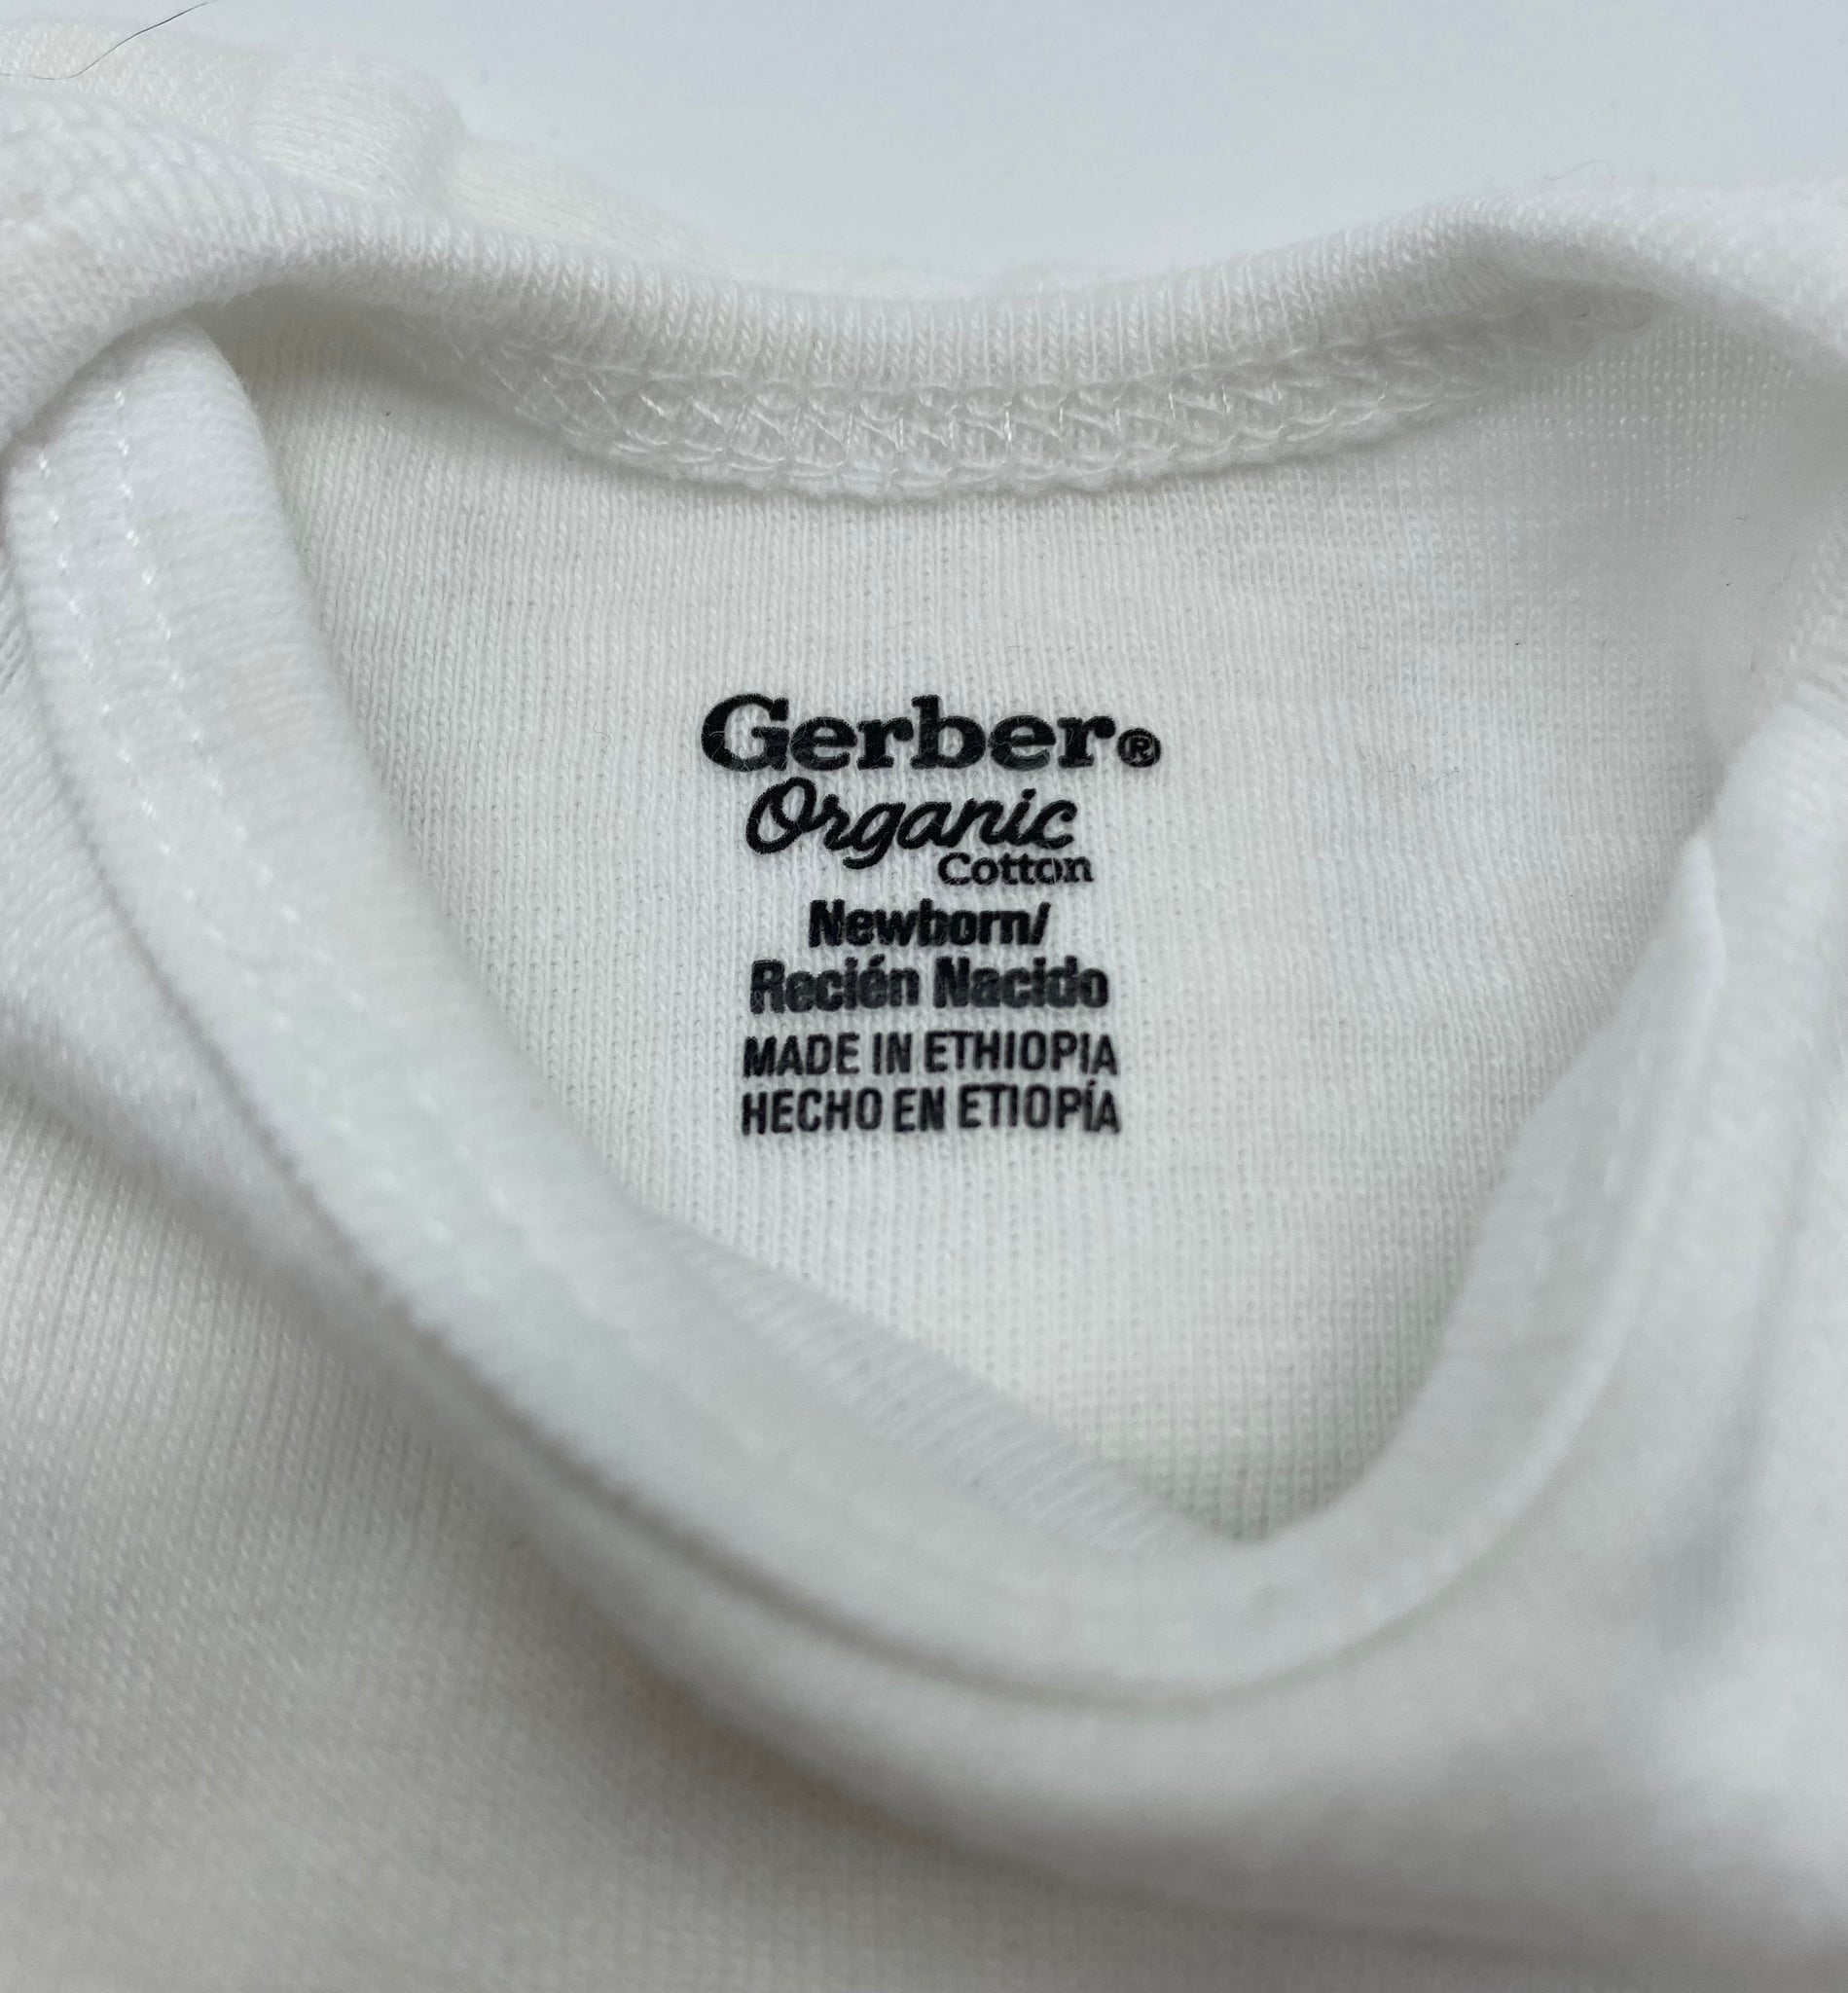 Gerber®
Organic
Cotton
Newborn/
Recién Nacido
MADE IN ETHIOPIA
HECHO EN ETIOPÍA